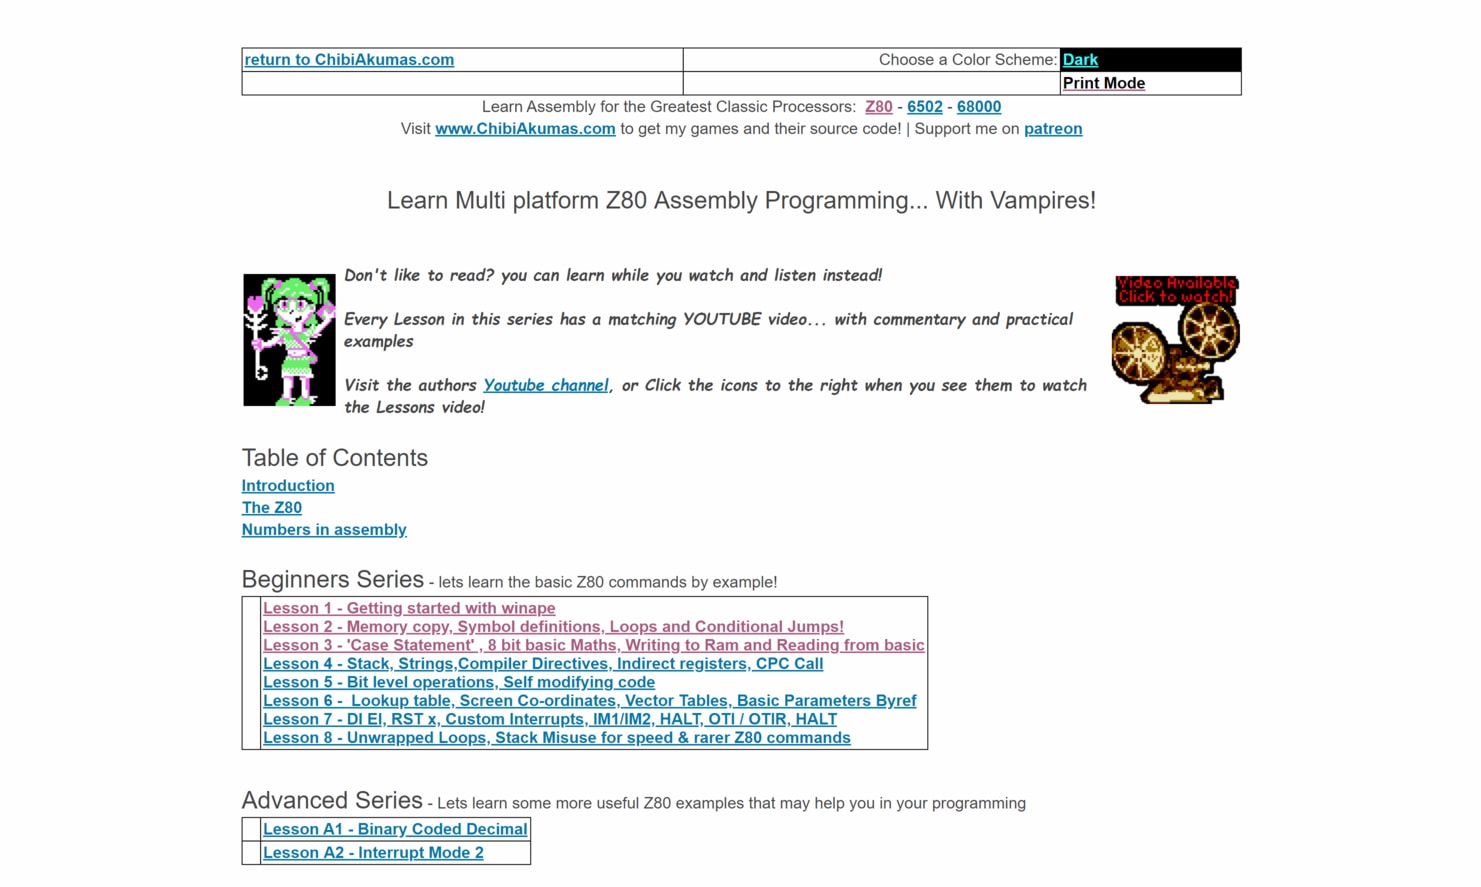 return to ChibiAkumas.com
Choose a Color Scheme: Dark
Print Mode
Learn Assembly for the Greatest Classic Processors: Z80 - 6502 - 68000
Visit www.ChibiAkumas.com to get my games and their source code! | Support me on patreon
Learn Multi platform Z80 Assembly Programming... With Vampires!
Don't like to read? you can learn while you watch and listen instead!
Every Lesson in this series has a matching YOUTUBE video... with commentary and practical
examples
Visit the authors Youtube channel, or Click the icons to the right when you see them to watch
the Lessons video!
Video Available
Click to watch!
Table of Contents
Introduction
The Z80
Numbers in assembly
Beginners Series - lets learn the basic Z80 commands by example!
Lesson 1 - Getting started with winape
Lesson 2 - Memory copy, Symbol definitions, Loops and Conditional Jumps!
Lesson 3 - 'Case Statement' , 8 bit basic Maths, Writing to Ram and Reading from basic
Lesson 4 - Stack, Strings,Compiler Directives, Indirect registers, CPC Call
Lesson 5 - Bit level operations, Self modifying code
Lesson 6 -  Lookup table, Screen Co-ordinates, Vector Tables, Basic Parameters Byref
Lesson 7 - DI EI, RST x, Custom Interrupts, IM1/IM2, HALT, OTI / OTIR, HALT
Lesson 8 - Unwrapped Loops, Stack Misuse for speed & rarer Z80 commands
Advanced Series - Lets learn some more useful Z80 examples that may help you in your programming
Lesson A1 - Binary Coded Decimal
Lesson A2 - Interrupt Mode 2